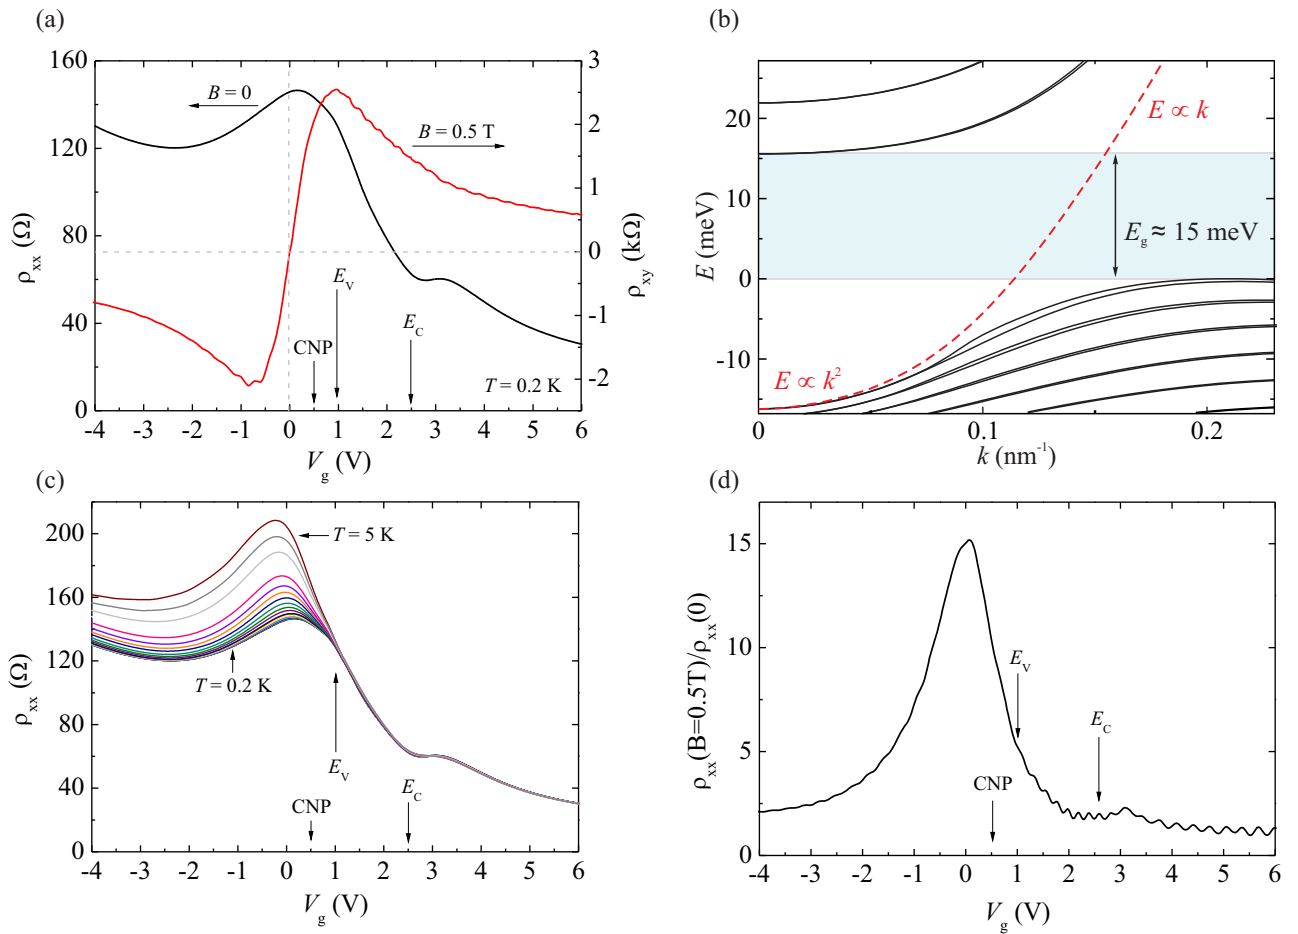 (a)
160
120
80
40
0
ρxx (Ω)
3
2
1
0
-1
-2
ρxy (kΩ)
B = 0
B = 0.5 T
EV
EC
CNP
T = 0.2 K
-4 -3 -2 -1 0 1 2 3 4 5 6
Vg (V)
(b)
20
10
0
-10
E (meV)
E ∝ k
Eg ≈ 15 meV
E ∝ k²
0 0.1 0.2
k (nm⁻¹)
(c)
200
160
120
80
40
0
ρxx (Ω)
T = 5 K
T = 0.2 K
EV
EC
CNP
-4 -3 -2 -1 0 1 2 3 4 5 6
Vg (V)
(d)
15
10
5
0
ρxx(B=0.5T)/ρxx(0)
EV
EC
CNP
-4 -3 -2 -1 0 1 2 3 4 5 6
Vg (V)